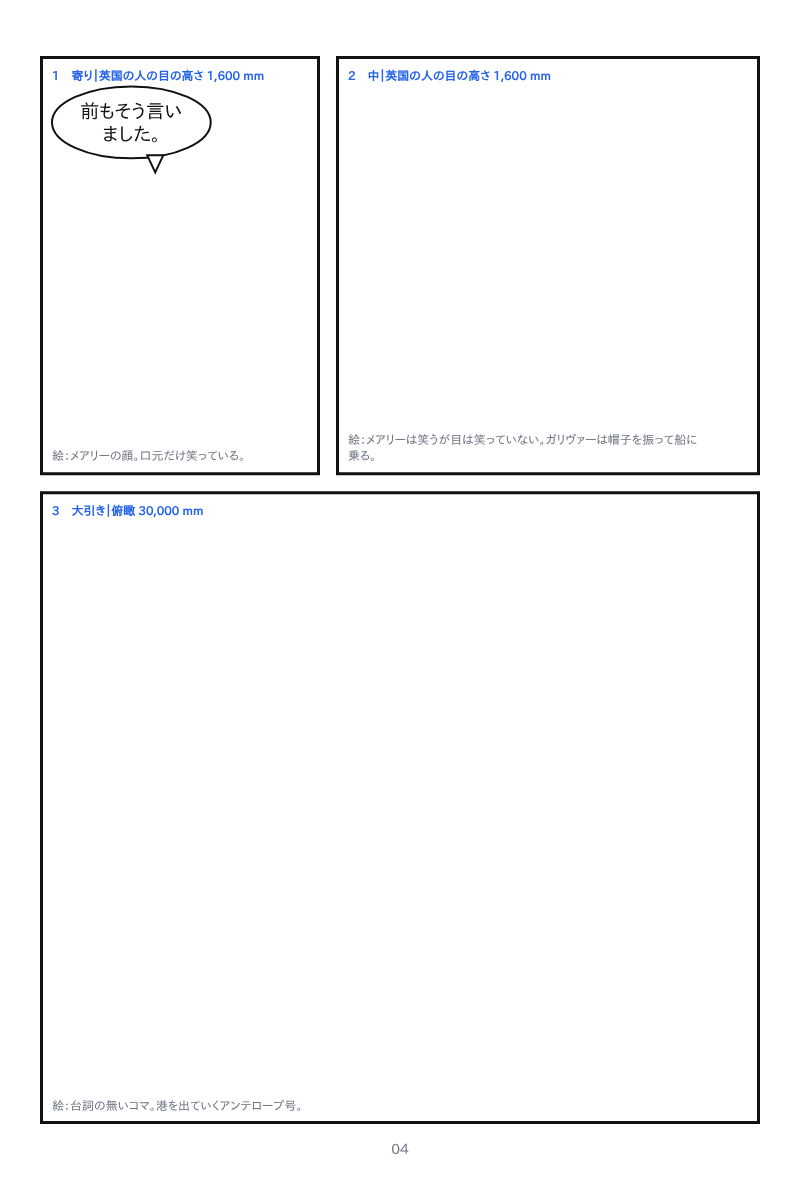 1 寄り|英国の人の目の高さ 1,600 mm
前もそう言い
ました。
絵:メアリーの顔。口元だけ笑っている。
2 中|英国の人の目の高さ 1,600 mm
絵:メアリーは笑うが目は笑っていない。ガリヴァーは帽子を振って船に
乗る。
3 大引き|俯瞰 30,000 mm
絵:台詞の無いコマ。港を出ていくアンテロープ号。
04